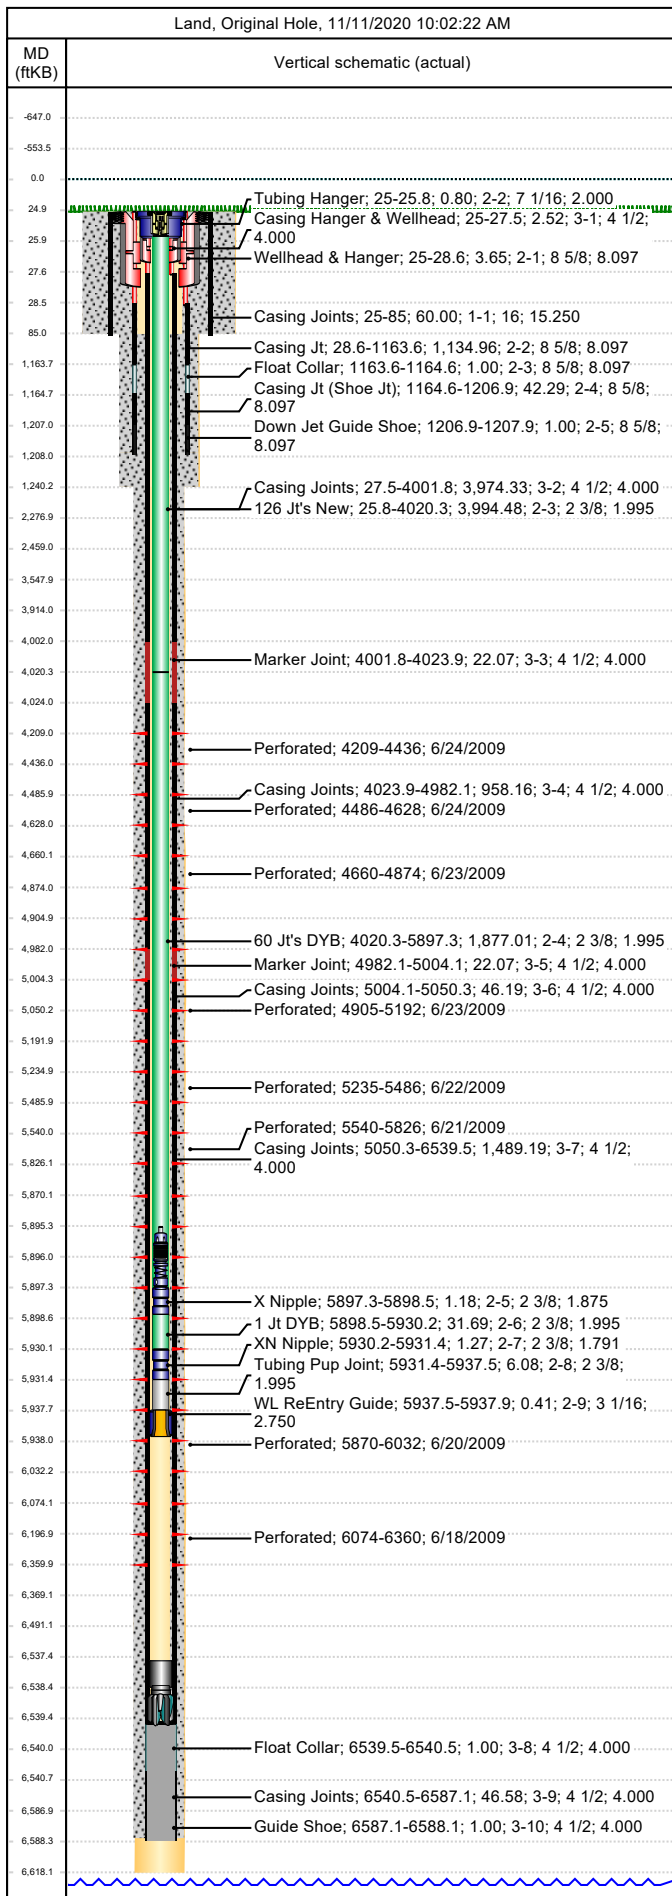 Land, Original Hole, 11/11/2020 10:02:22 AM
MD
(ftKB)
Vertical schematic (actual)
-647.0
-553.5
0.0
24.9
25.9
27.6
28.5
85.0
1,163.7
1,164.7
1,207.0
1,208.0
1,240.2
2,276.9
2,459.0
3,547.9
3,914.0
4,002.0
4,020.3
4,024.0
4,209.0
4,436.0
4,485.9
4,628.0
4,660.1
4,874.0
4,904.9
4,982.0
5,004.3
5,050.2
5,191.9
5,234.9
5,485.9
5,540.0
5,826.1
5,870.1
5,895.3
5,896.0
5,897.3
5,898.6
5,930.1
5,931.4
5,937.7
5,938.0
6,032.2
6,074.1
6,196.9
6,359.9
6,369.1
6,491.1
6,537.4
6,538.4
6,539.4
6,540.0
6,540.7
6,586.9
6,588.3
6,618.1
Tubing Hanger; 25-25.8; 0.80; 2-2; 7 1/16; 2.000
Casing Hanger & Wellhead; 25-27.5; 2.52; 3-1; 4 1/2;
4.000
Wellhead & Hanger; 25-28.6; 3.65; 2-1; 8 5/8; 8.097
Casing Joints; 25-85; 60.00; 1-1; 16; 15.250
Casing Jt; 28.6-1163.6; 1,134.96; 2-2; 8 5/8; 8.097
Float Collar; 1163.6-1164.6; 1.00; 2-3; 8 5/8; 8.097
Casing Jt (Shoe Jt); 1164.6-1206.9; 42.29; 2-4; 8 5/8;
8.097
Down Jet Guide Shoe; 1206.9-1207.9; 1.00; 2-5; 8 5/8;
8.097
Casing Joints; 27.5-4001.8; 3,974.33; 3-2; 4 1/2; 4.000
126 Jt's New; 25.8-4020.3; 3,994.48; 2-3; 2 3/8; 1.995
Marker Joint; 4001.8-4023.9; 22.07; 3-3; 4 1/2; 4.000
Perforated; 4209-4436; 6/24/2009
Casing Joints; 4023.9-4982.1; 958.16; 3-4; 4 1/2; 4.000
Perforated; 4486-4628; 6/24/2009
Perforated; 4660-4874; 6/23/2009
60 Jt's DYB; 4020.3-5897.3; 1,877.01; 2-4; 2 3/8; 1.995
Marker Joint; 4982.1-5004.1; 22.07; 3-5; 4 1/2; 4.000
Casing Joints; 5004.1-5050.3; 46.19; 3-6; 4 1/2; 4.000
Perforated; 4905-5192; 6/23/2009
Perforated; 5235-5486; 6/22/2009
Perforated; 5540-5826; 6/21/2009
Casing Joints; 5050.3-6539.5; 1,489.19; 3-7; 4 1/2;
4.000
X Nipple; 5897.3-5898.5; 1.18; 2-5; 2 3/8; 1.875
1 Jt DYB; 5898.5-5930.2; 31.69; 2-6; 2 3/8; 1.995
XN Nipple; 5930.2-5931.4; 1.27; 2-7; 2 3/8; 1.791
Tubing Pup Joint; 5931.4-5937.5; 6.08; 2-8; 2 3/8;
1.995
WL ReEntry Guide; 5937.5-5937.9; 0.41; 2-9; 3 1/16;
2.750
Perforated; 5870-6032; 6/20/2009
Perforated; 6074-6360; 6/18/2009
Float Collar; 6539.5-6540.5; 1.00; 3-8; 4 1/2; 4.000
Casing Joints; 6540.5-6587.1; 46.58; 3-9; 4 1/2; 4.000
Guide Shoe; 6587.1-6588.1; 1.00; 3-10; 4 1/2; 4.000